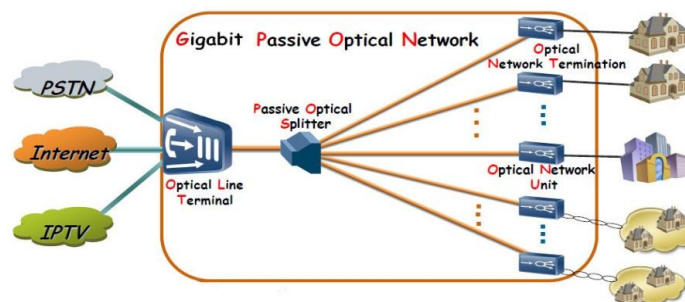 Gigabit Passive Optical Network
PSTN
Internet
IPTV
Optical Line
Terminal
Passive Optical
Splitter
Optical
Network Termination
Optical Network
Unit